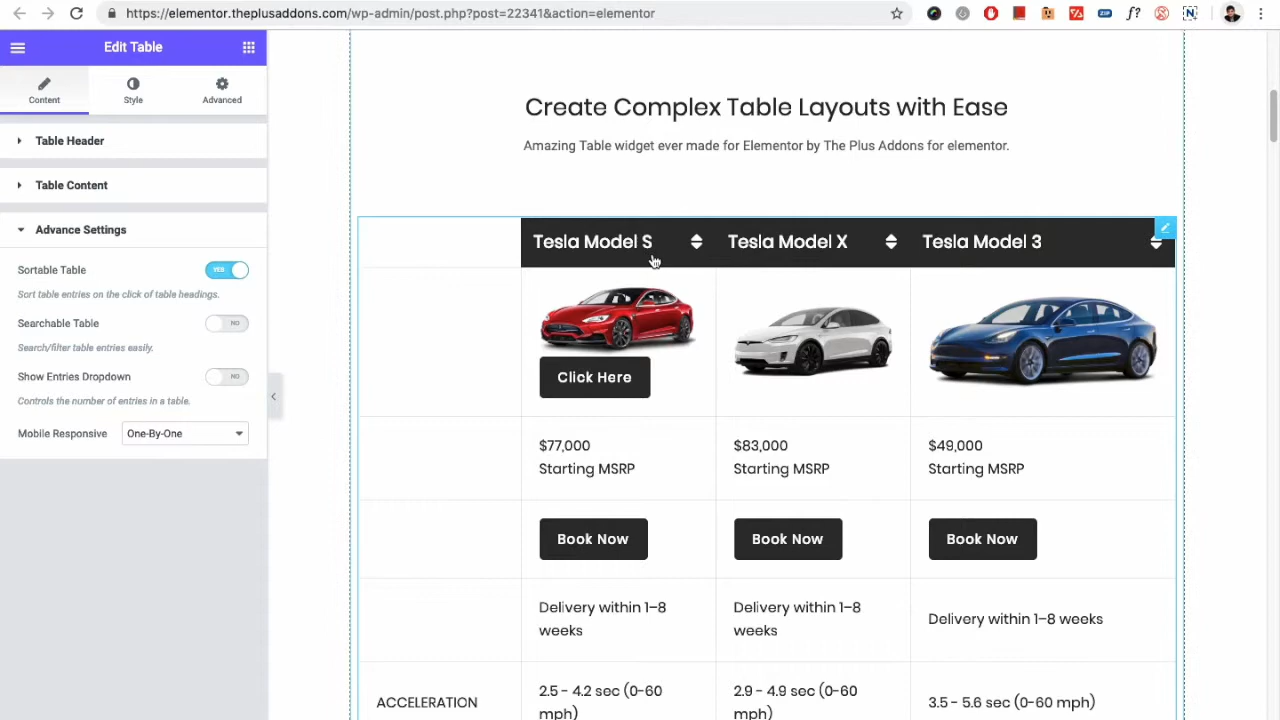 https://elementor.theplusaddons.com/wp-admin/post.php?post=22341&action=elementor
ZIP
f?
N
Edit Table
Content
Style
Advanced
Table Header
Table Content
Advance Settings
Sortable Table
YES
Sort table entries on the click of table headings.
Searchable Table
NO
Search/filter table entries easily.
Show Entries Dropdown
NO
Controls the number of entries in a table.
Mobile Responsive
One-By-One
Create Complex Table Layouts with Ease
Amazing Table widget ever made for Elementor by The Plus Addons for elementor.
Tesla Model S
Tesla Model X
Tesla Model 3
Click Here
$77,000
Starting MSRP
$83,000
Starting MSRP
$49,000
Starting MSRP
Book Now
Book Now
Book Now
Delivery within 1–8
weeks
Delivery within 1–8
weeks
Delivery within 1–8 weeks
ACCELERATION
2.5 - 4.2 sec (0-60
mph)
2.9 - 4.9 sec (0-60
mph)
3.5 - 5.6 sec (0-60 mph)